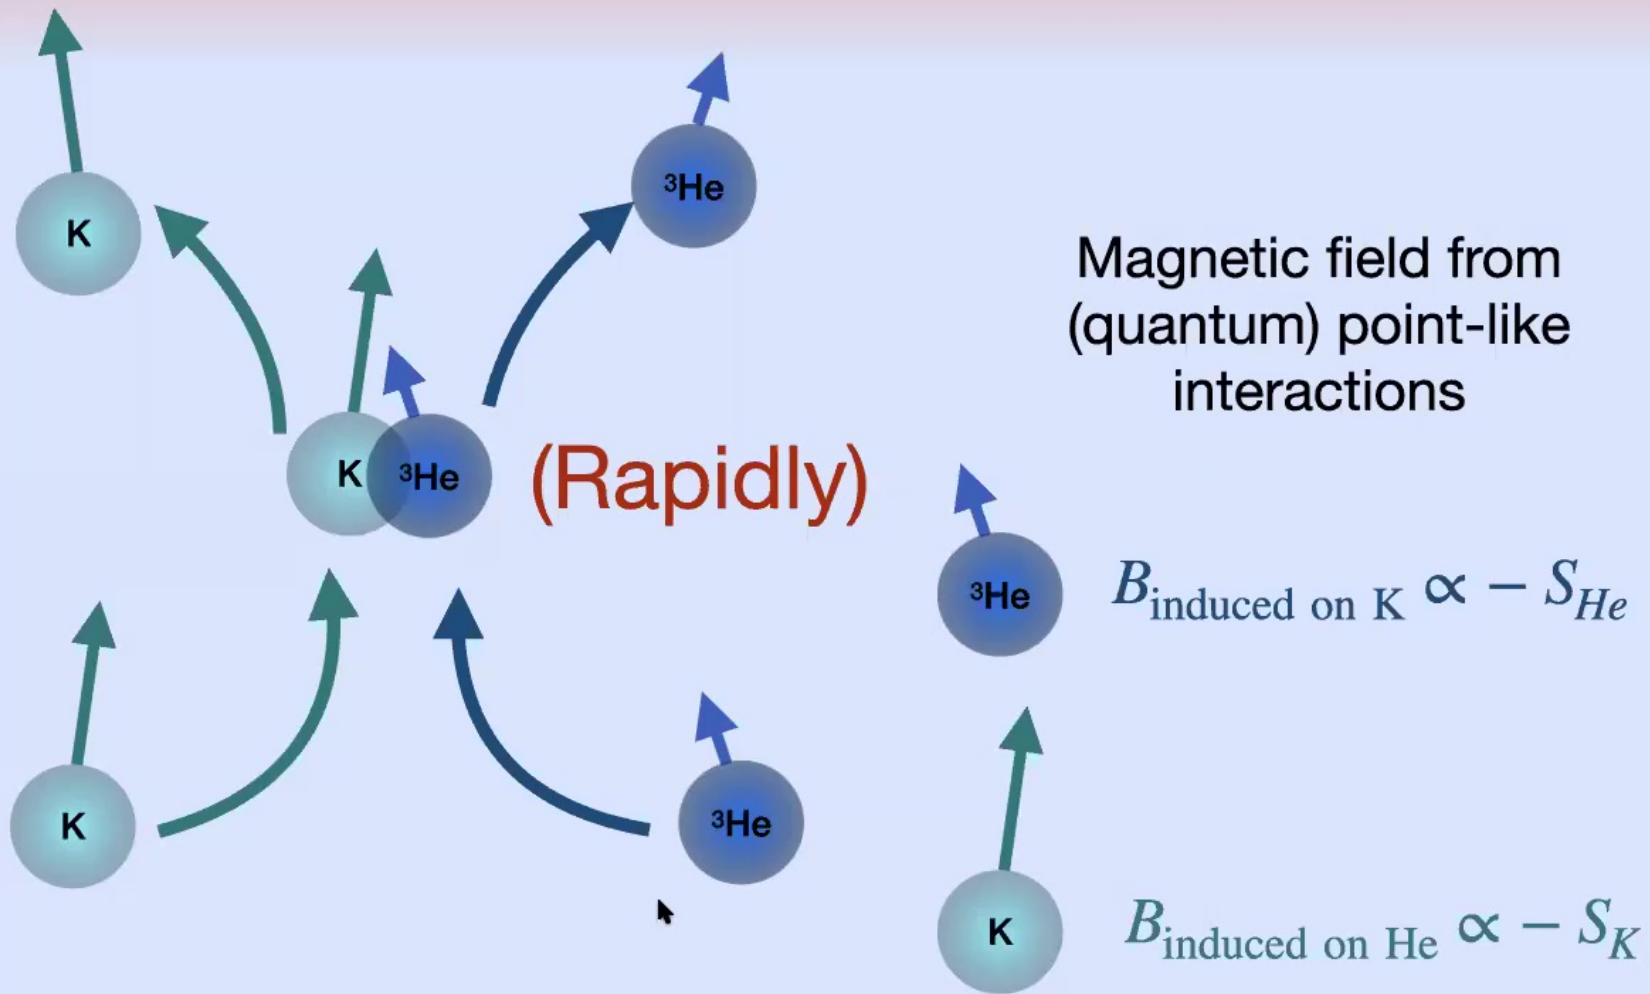 K
³He
Magnetic field from
(quantum) point-like
interactions
K ³He
(Rapidly)
³He
B_induced on K ∝ − S_He
K
³He
K
B_induced on He ∝ − S_K